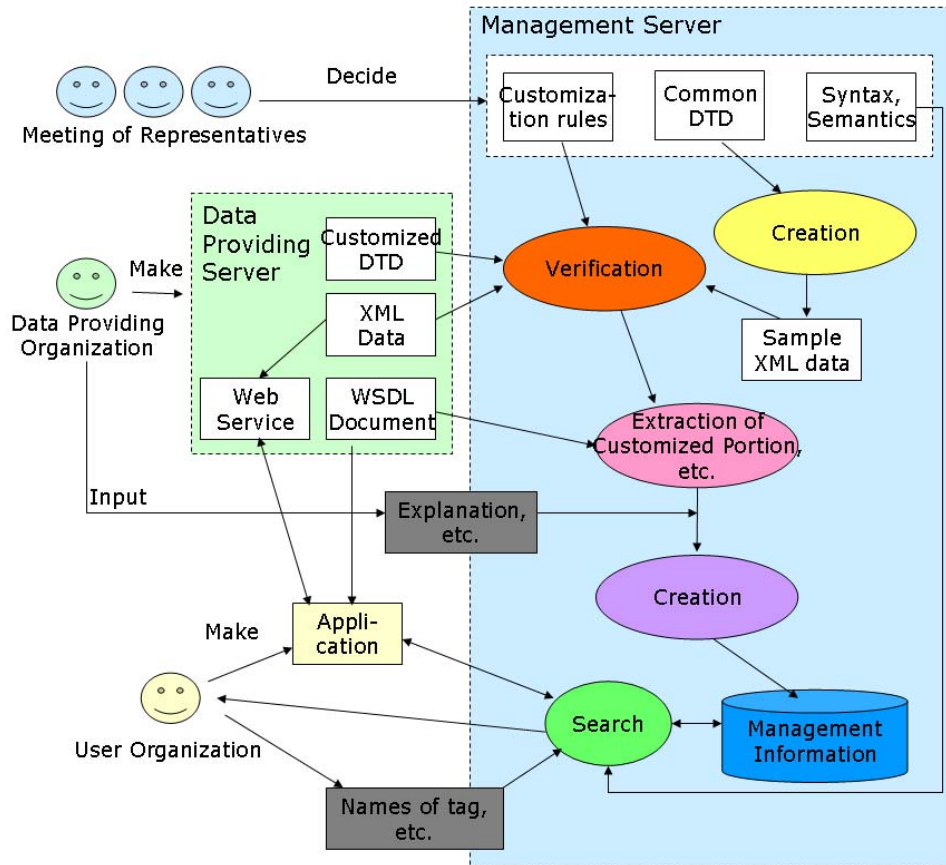 Management Server
Decide
Customiza-
tion rules
Common
DTD
Syntax,
Semantics
Meeting of Representatives
Data
Providing
Server
Customized
DTD
Creation
Make
Verification
XML
Data
Data Providing
Organization
Sample
XML data
Web
Service
WSDL
Document
Extraction of
Customized Portion,
etc.
Input
Explanation,
etc.
Creation
Make
Appli-
cation
Search
Management
Information
User Organization
Names of tag,
etc.